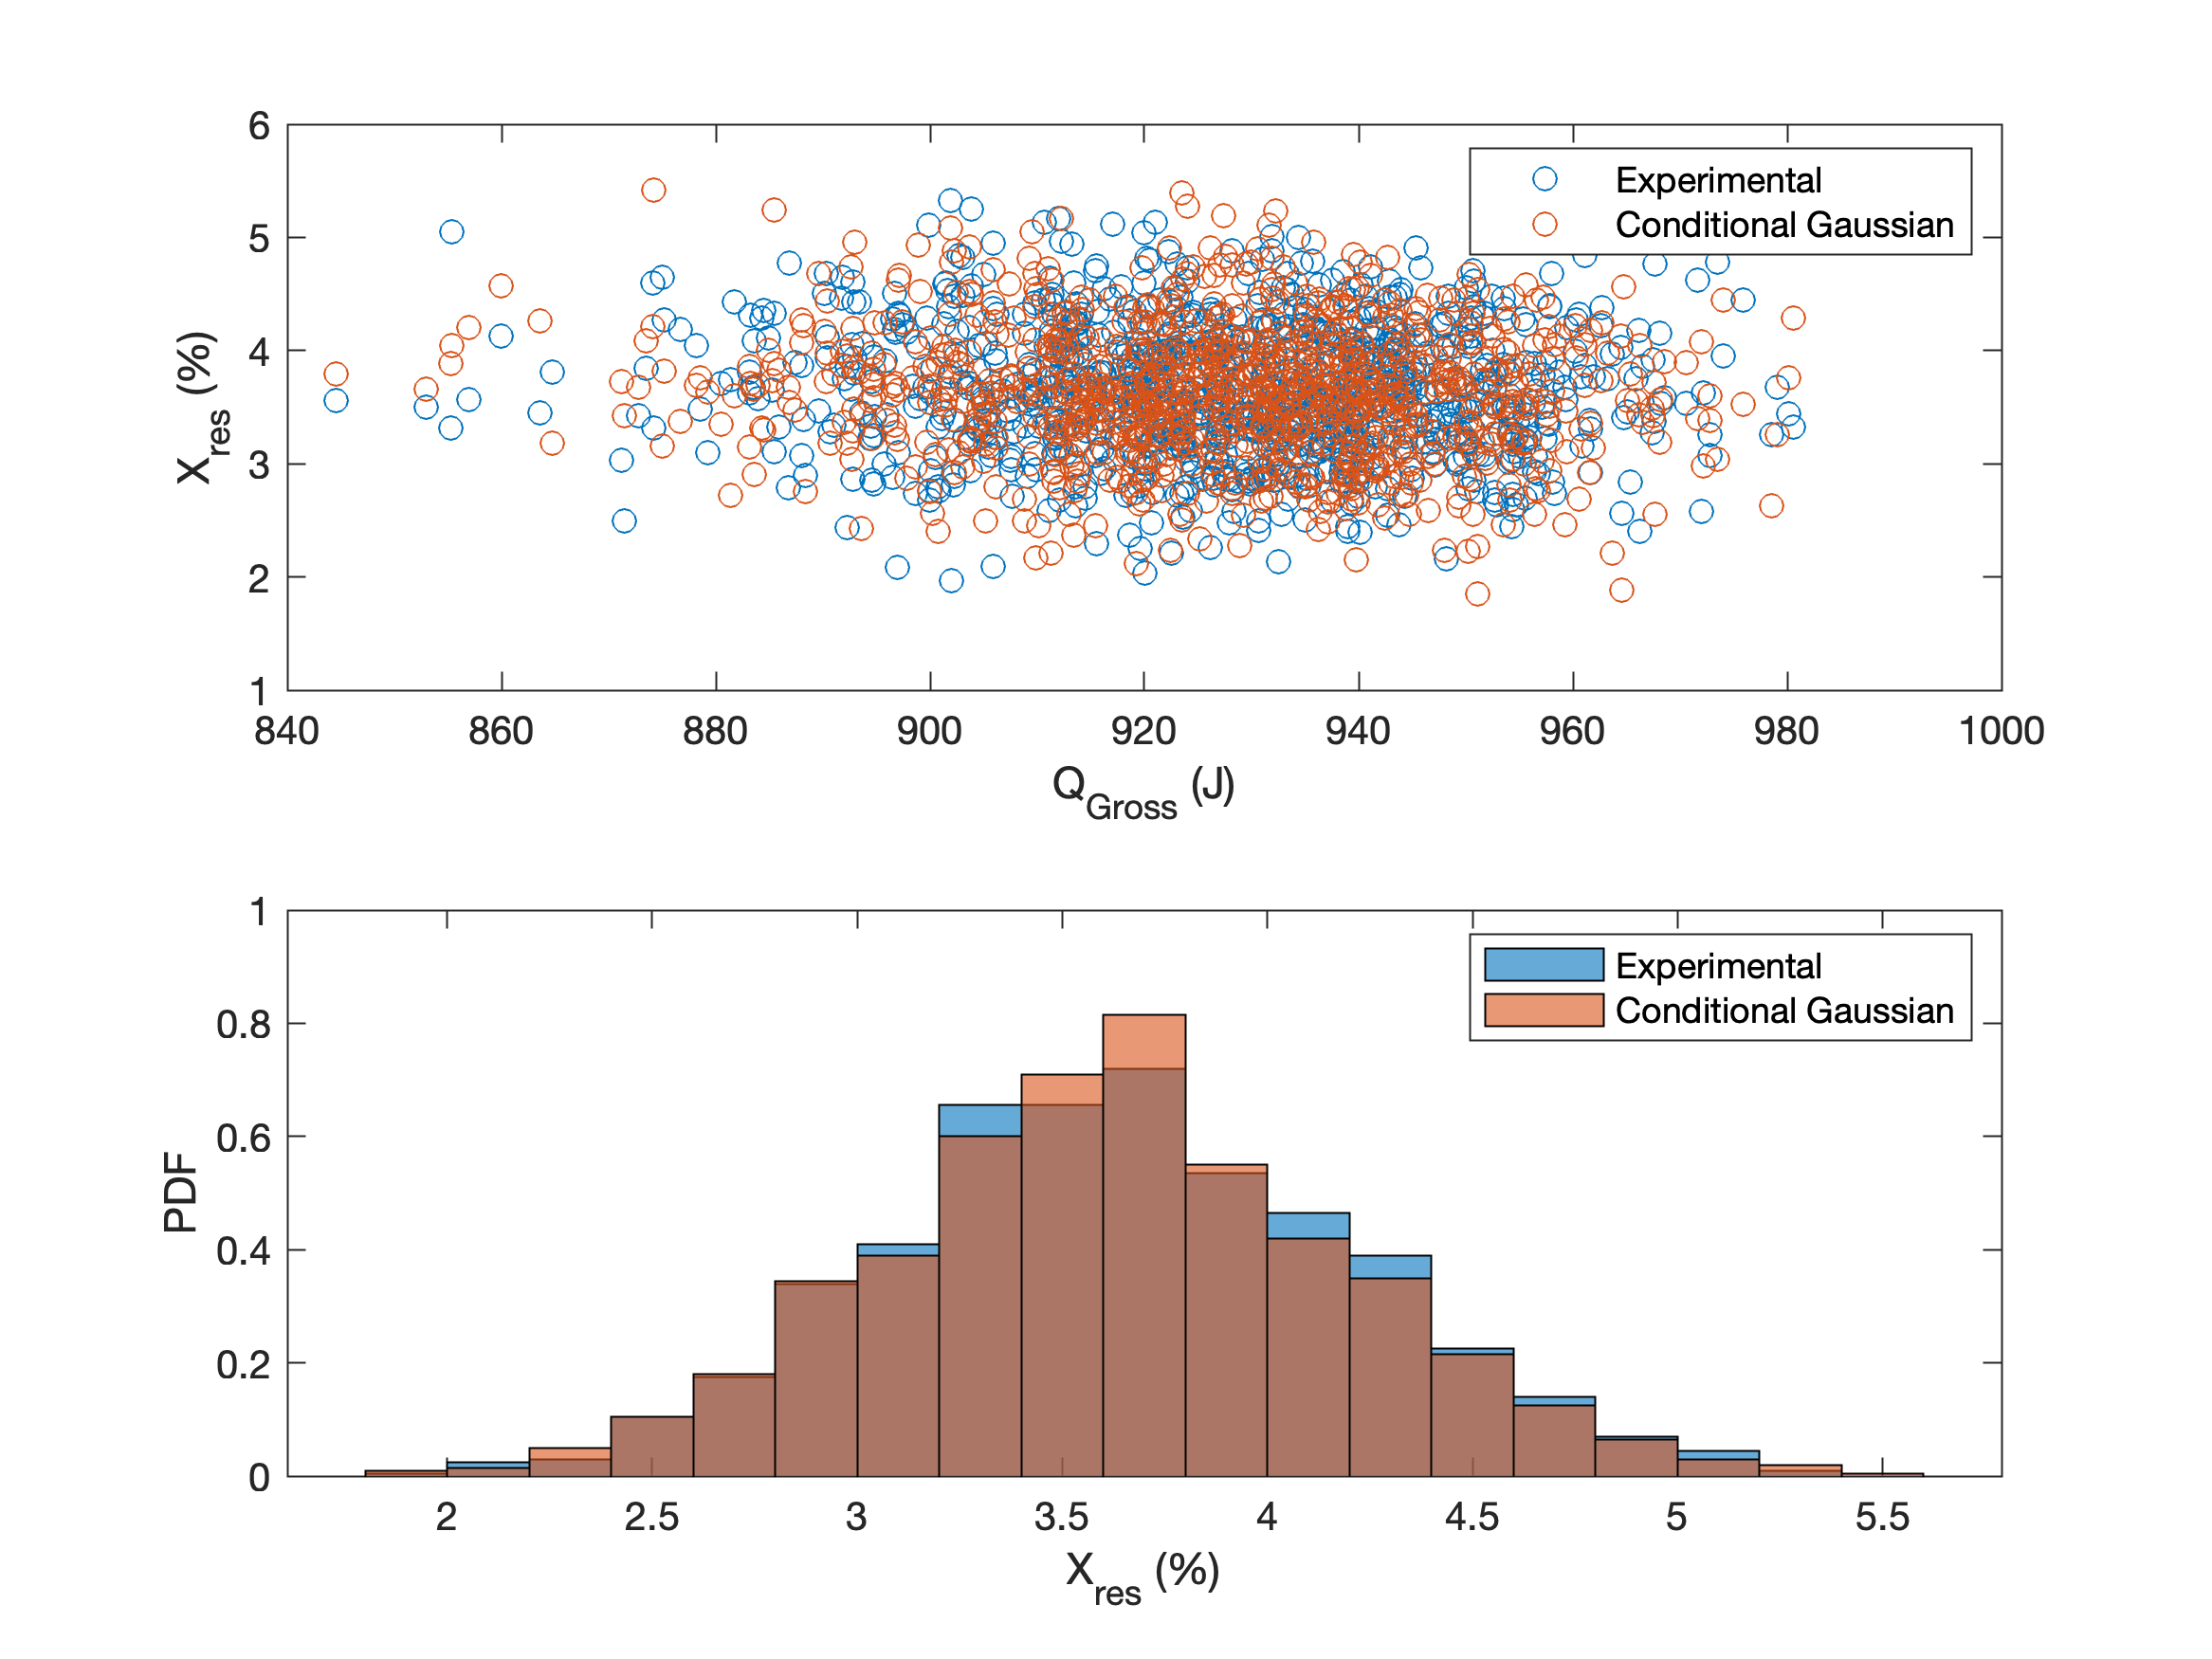 6
5
4
3
2
1
X_res (%)
Experimental
Conditional Gaussian
840 860 880 900 920 940 960 980 1000
Q_Gross (J)
1
0.8
0.6
0.4
0.2
0
PDF
Experimental
Conditional Gaussian
2 2.5 3 3.5 4 4.5 5 5.5
X_res (%)